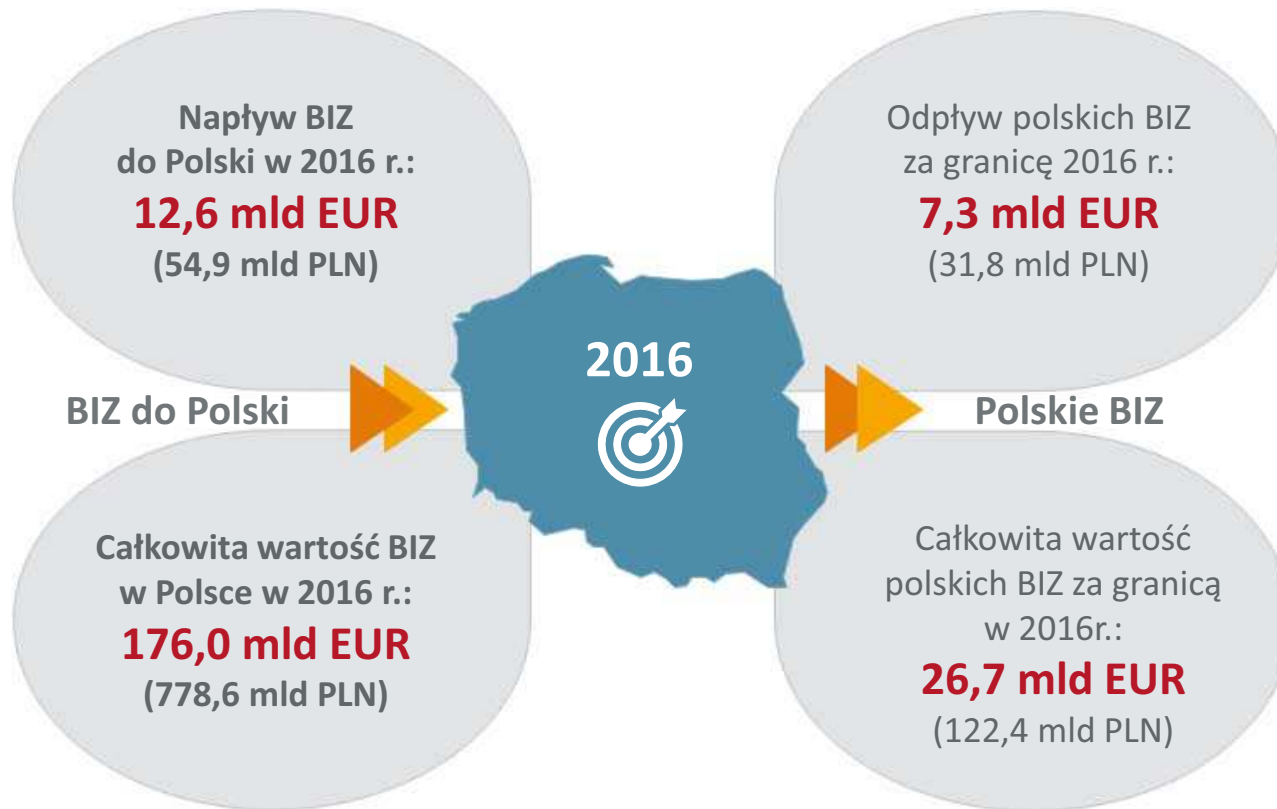 Napływ BIZ
do Polski w 2016 r.:
12,6 mld EUR
(54,9 mld PLN)
Odpływ polskich BIZ
za granicę 2016 r.:
7,3 mld EUR
(31,8 mld PLN)
2016
BIZ do Polski
Polskie BIZ
Całkowita wartość BIZ
w Polsce w 2016 r.:
176,0 mld EUR
(778,6 mld PLN)
Całkowita wartość
polskich BIZ za granicą
w 2016r.:
26,7 mld EUR
(122,4 mld PLN)